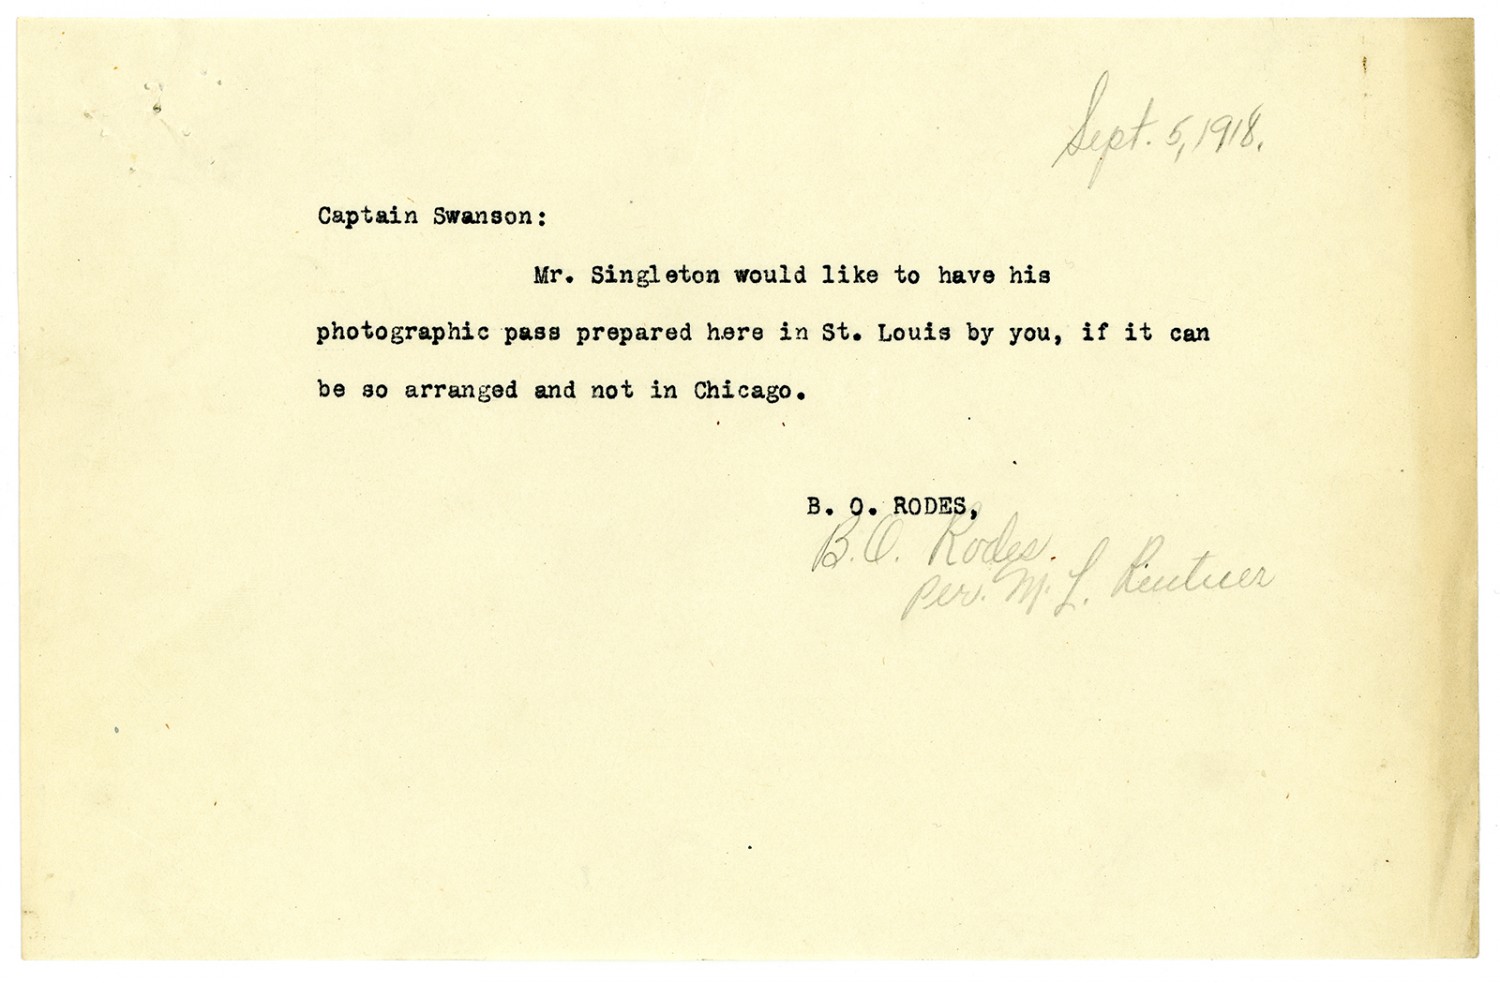 Sept. 5, 1918.
Captain Swanson:
Mr. Singleton would like to have his
photographic pass prepared here in St. Louis by you, if it can
be so arranged and not in Chicago.
B. O. RODES,
B. O. Rodes.
per. M. L.